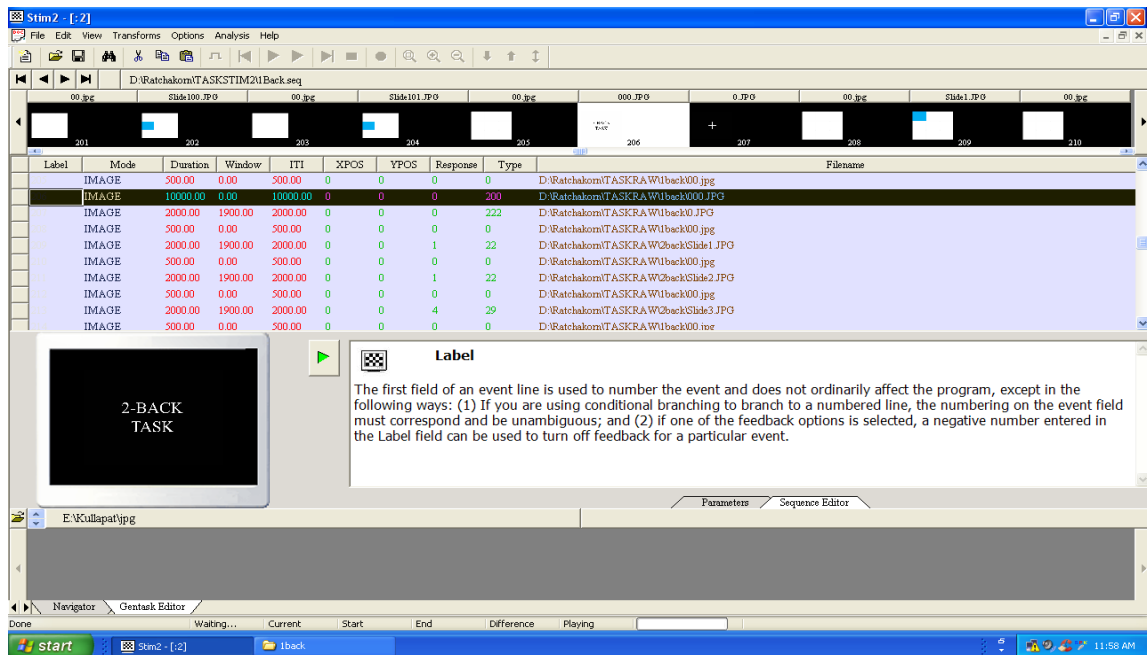 Stim2 - [:2]
File Edit View Transforms Options Analysis Help
D:\Ratchakorn\TASKSTIM2\1Back.seq
00.jpg Slide100.JPG 00.jpg Slide101.JPG 00.jpg 000.JPG 0.JPG 00.jpg Slide1.JPG 00.jpg
201 202 203 204 205 206 207 208 209 210
Label Mode Duration Window ITI XPOS YPOS Response Type Filename
IMAGE 500.00 0.00 500.00 0 0 0 0 D:\Ratchakorn\TASKRAW\1back\00.jpg
IMAGE 10000.00 0.00 10000.00 0 0 0 200 D:\Ratchakorn\TASKRAW\1back\000.JPG
IMAGE 2000.00 1900.00 2000.00 0 0 0 222 D:\Ratchakorn\TASKRAW\1back\0.JPG
IMAGE 500.00 0.00 500.00 0 0 0 0 D:\Ratchakorn\TASKRAW\1back\00.jpg
IMAGE 2000.00 1900.00 2000.00 0 0 1 22 D:\Ratchakorn\TASKRAW\2back\Slide1.JPG
IMAGE 500.00 0.00 500.00 0 0 0 0 D:\Ratchakorn\TASKRAW\1back\00.jpg
IMAGE 2000.00 1900.00 2000.00 0 0 1 22 D:\Ratchakorn\TASKRAW\2back\Slide2.JPG
IMAGE 500.00 0.00 500.00 0 0 0 0 D:\Ratchakorn\TASKRAW\1back\00.jpg
IMAGE 2000.00 1900.00 2000.00 0 0 4 29 D:\Ratchakorn\TASKRAW\2back\Slide3.JPG
IMAGE 500.00 0.00 500.00 0 0 0 0 D:\Ratchakorn\TASKRAW\1back\00.jpg
2-BACK
TASK
Label
The first field of an event line is used to number the event and does not ordinarily affect the program, except in the
following ways: (1) If you are using conditional branching to branch to a numbered line, the numbering on the event field
must correspond and be unambiguous; and (2) if one of the feedback options is selected, a negative number entered in
the Label field can be used to turn off feedback for a particular event.
Parameters Sequence Editor
E:\Kullapat\jpg
Navigator Gentask Editor
Done Waiting... Current Start End Difference Playing
start Stim2 - [:2] 1back 11:58 AM